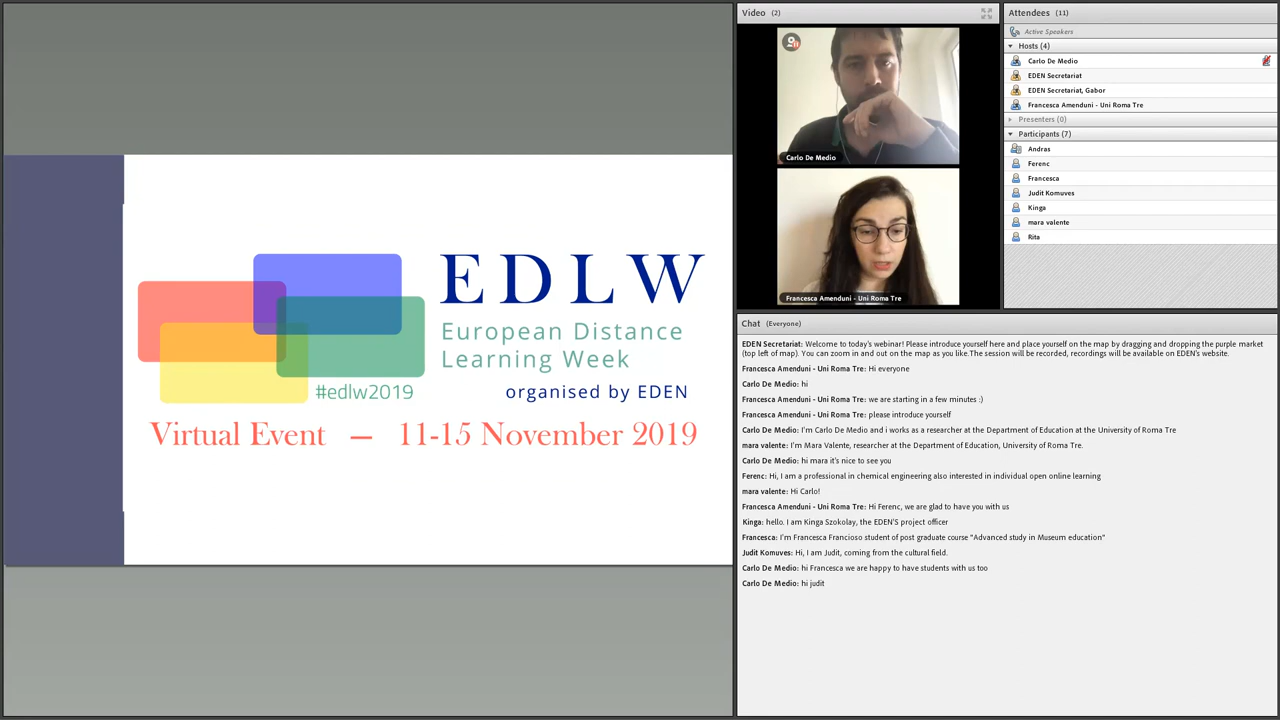 EDLW
European Distance
Learning Week
#edlw2019
organised by EDEN
Virtual Event — 11-15 November 2019
Video (2)
Carlo De Medio
Francesca Amenduni - Uni Roma Tre
Attendees (11)
Active Speakers
Hosts (4)
Carlo De Medio
EDEN Secretariat
EDEN Secretariat, Gabor
Francesca Amenduni - Uni Roma Tre
Presenters (0)
Participants (7)
Andras
Ferenc
Francesca
Judit Komuves
Kinga
mara valente
Rita
Chat (Everyone)
EDEN Secretariat: Welcome to today's webinar! Please introduce yourself here and place yourself on the map by dragging and dropping the purple market
(top left of map). You can zoom in and out on the map as you like.The session will be recorded, recordings will be available on EDEN's website.
Francesca Amenduni - Uni Roma Tre: Hi everyone
Carlo De Medio: hi
Francesca Amenduni - Uni Roma Tre: we are starting in a few minutes :)
Francesca Amenduni - Uni Roma Tre: please introduce yourself
Carlo De Medio: I'm Carlo De Medio and i works as a researcher at the Department of Education at the University of Roma Tre
mara valente: I'm Mara Valente, researcher at the Department of Education, University of Roma Tre.
Carlo De Medio: hi mara it's nice to see you
Ferenc: Hi, I am a professional in chemical engineering also interested in individual open online learning
mara valente: Hi Carlo!
Francesca Amenduni - Uni Roma Tre: Hi Ferenc, we are glad to have you with us
Kinga: hello. I am Kinga Szokolay, the EDEN'S project officer
Francesca: I'm Francesca Francioso student of post graduate course "Advanced study in Museum education"
Judit Komuves: Hi, I am Judit, coming from the cultural field.
Carlo De Medio: hi Francesca we are happy to have students with us too
Carlo De Medio: hi judit